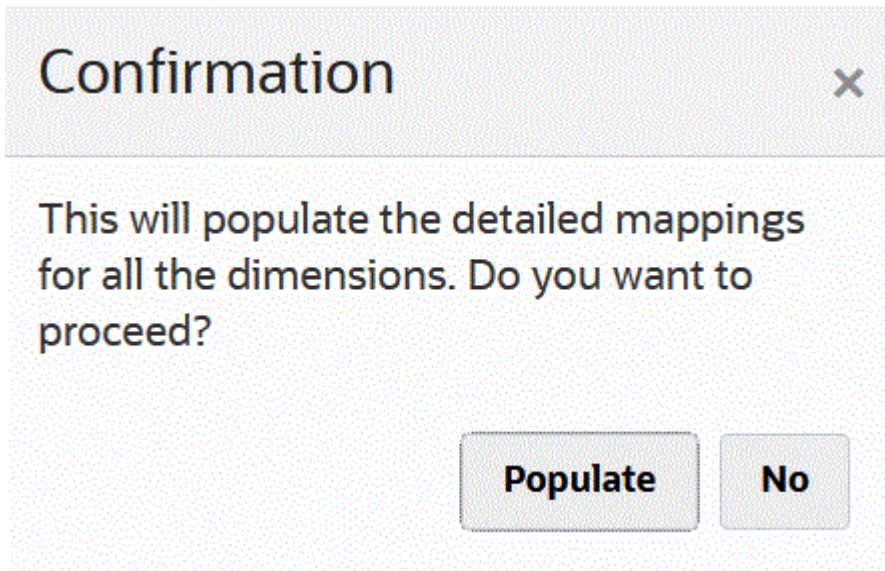 Confirmation
This will populate the detailed mappings
for all the dimensions. Do you want to
proceed?
Populate No